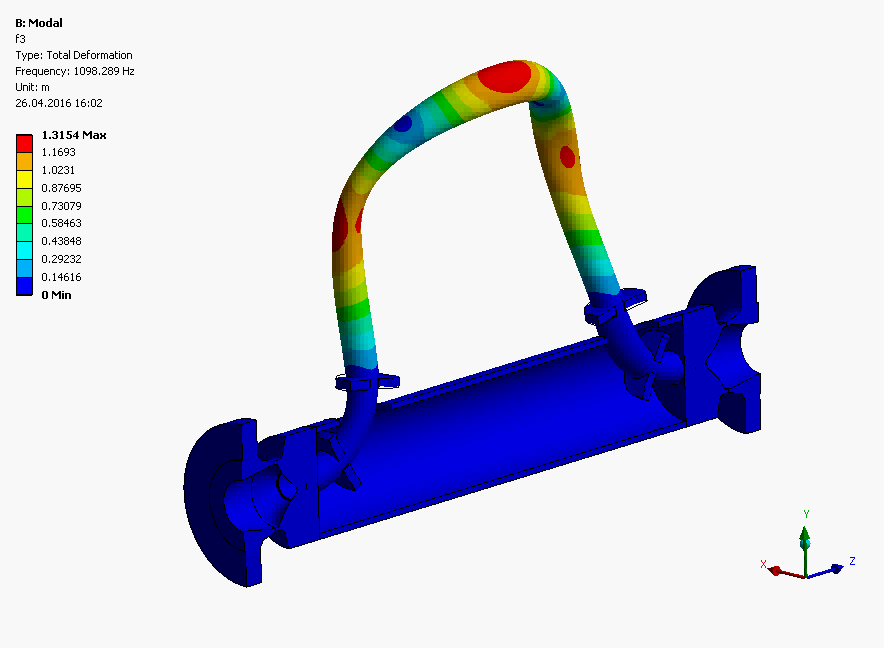 B: Modal
f3
Type: Total Deformation
Frequency: 1098.289 Hz
Unit: m
26.04.2016 16:02
1.3154 Max
1.1693
1.0231
0.87695
0.73079
0.58463
0.43848
0.29232
0.14616
0 Min
Y
X
Z